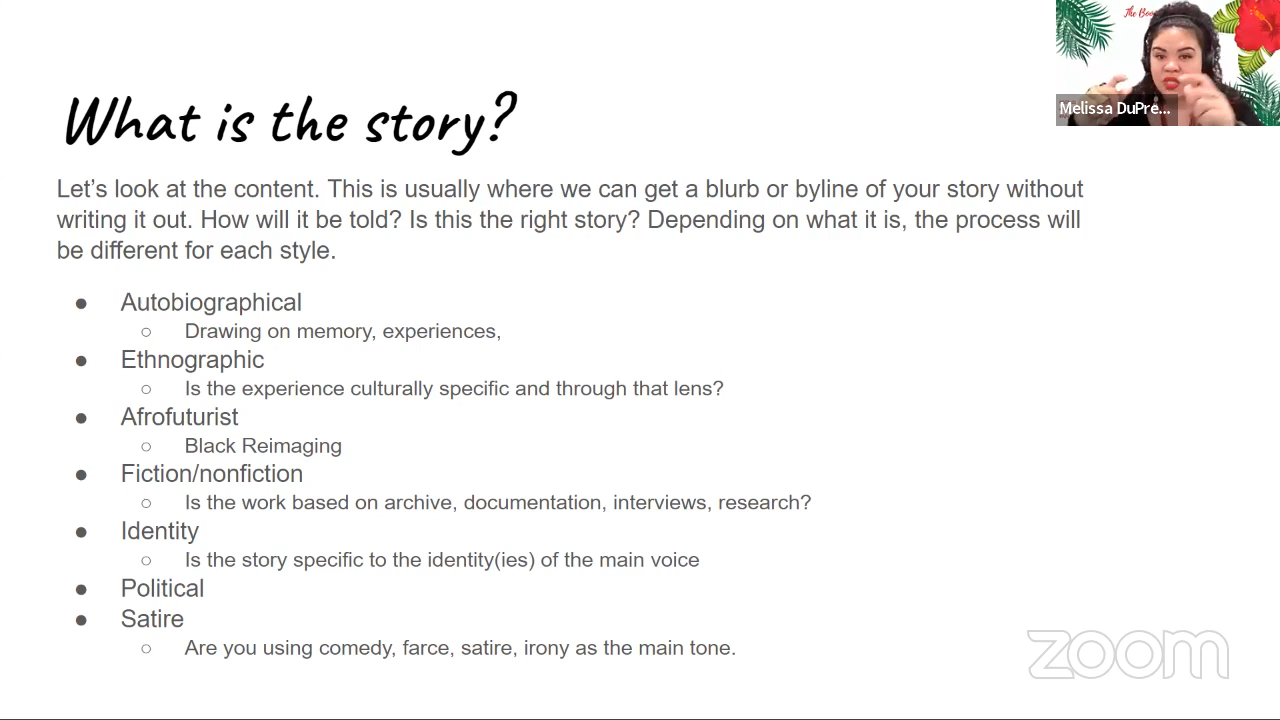 The Boo
Melissa DuPre...
What is the story?
Let’s look at the content. This is usually where we can get a blurb or byline of your story without
writing it out. How will it be told? Is this the right story? Depending on what it is, the process will
be different for each style.
● Autobiographical
○ Drawing on memory, experiences,
● Ethnographic
○ Is the experience culturally specific and through that lens?
● Afrofuturist
○ Black Reimaging
● Fiction/nonfiction
○ Is the work based on archive, documentation, interviews, research?
● Identity
○ Is the story specific to the identity(ies) of the main voice
● Political
● Satire
○ Are you using comedy, farce, satire, irony as the main tone.
zoom